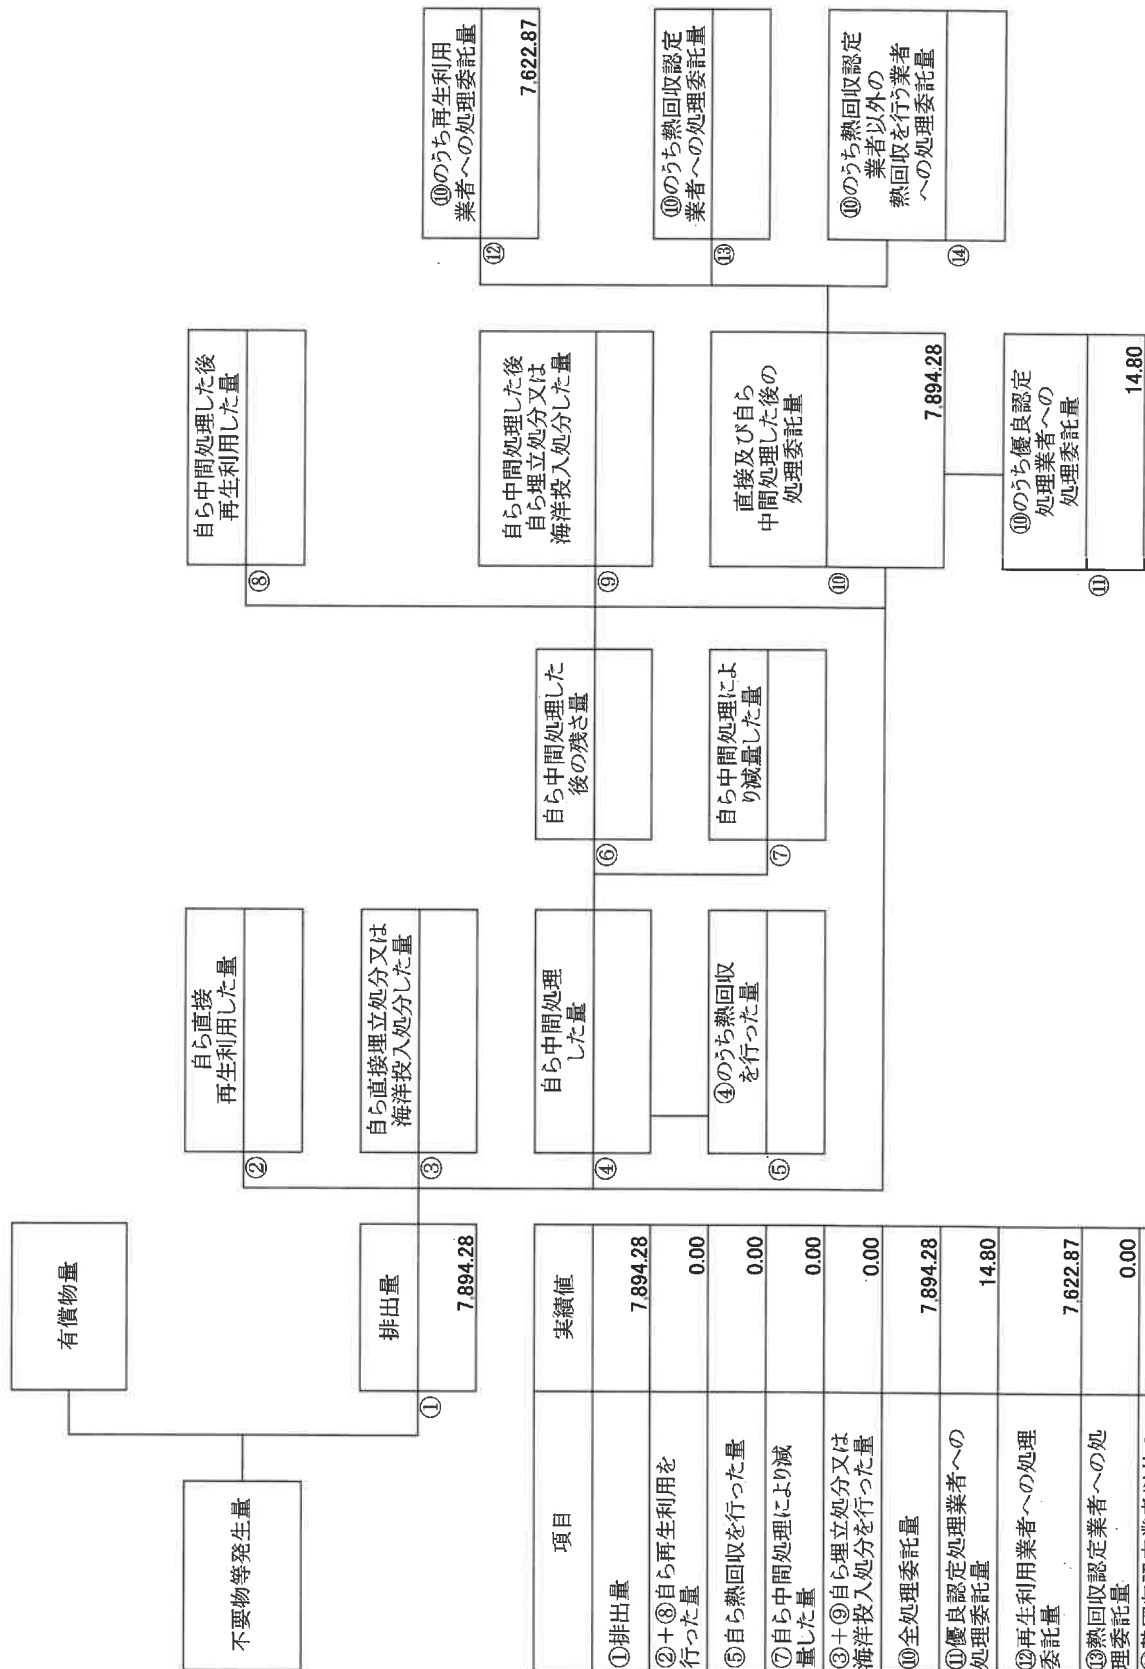 不要物等発生量
有償物量
①
排出量
7,894.28
②
自ら直接
再生利用した量
③
自ら直接埋立処分又は
海洋投入処分した量
④
自ら中間処理
した量
⑤
④のうち熱回収
を行った量
⑥
自ら中間処理した
後の残さ量
⑦
自ら中間処理によ
り減量した量
⑧
自ら中間処理した後
再生利用した量
⑨
自ら中間処理した後
自ら埋立処分又は
海洋投入処分した量
⑩
直接及び自ら
中間処理した後の
処理委託量
7,894.28
⑪
⑩のうち優良認定
処理業者への
処理委託量
14.80
⑫
⑩のうち再生利用
業者への処理委託量
7,622.87
⑬
⑩のうち熱回収認定
業者への処理委託量
⑭
⑩のうち熱回収認定
業者以外の
熱回収を行う業者
への処理委託量
項目 実績値
①排出量 7,894.28
②+⑧自ら再生利用を
行った量 0.00
⑤自ら熱回収を行った量 0.00
⑦自ら中間処理により減
量した量 0.00
③+⑨自ら埋立処分又は
海洋投入処分を行った量 0.00
⑩全処理委託量 7,894.28
⑪優良認定処理業者への
処理委託量 14.80
⑫再生利用業者への処理
委託量 7,622.87
⑬熱回収認定業者への処
理委託量 0.00